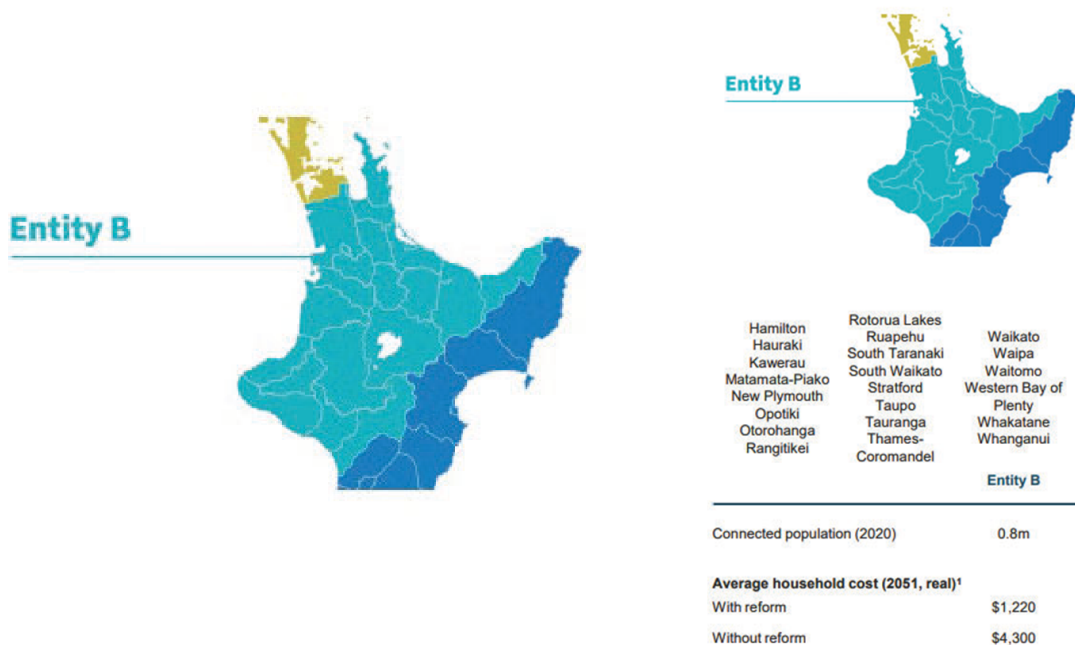 Entity B
Entity B
Hamilton
Hauraki
Kawerau
Matamata-Piako
New Plymouth
Opotiki
Otorohanga
Rangitikei
Rotorua Lakes
Ruapehu
South Taranaki
South Waikato
Stratford
Taupo
Tauranga
Thames-
Coromandel
Waikato
Waipa
Waitomo
Western Bay of
Plenty
Whakatane
Whanganui
Entity B
Connected population (2020) 0.8m
Average household cost (2051, real)¹
With reform $1,220
Without reform $4,300